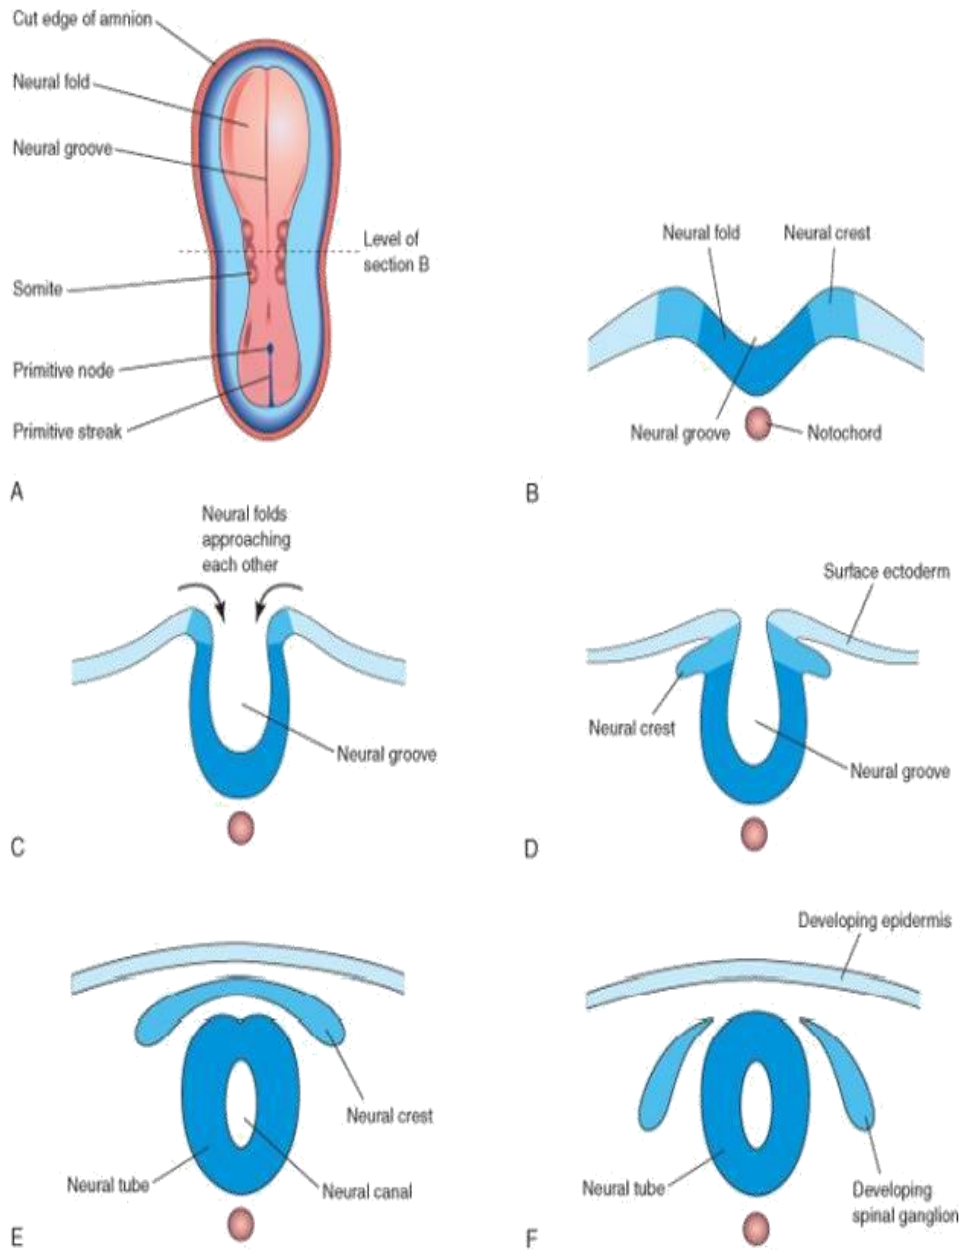 Cut edge of amnion
Neural fold
Neural groove
Level of
section B
Somite
Primitive node
Primitive streak
A
Neural fold
Neural crest
Neural groove
Notochord
B
Neural folds
approaching
each other
Neural groove
C
Surface ectoderm
Neural crest
Neural groove
D
Neural crest
Neural tube
Neural canal
E
Developing epidermis
Neural tube
Developing
spinal ganglion
F